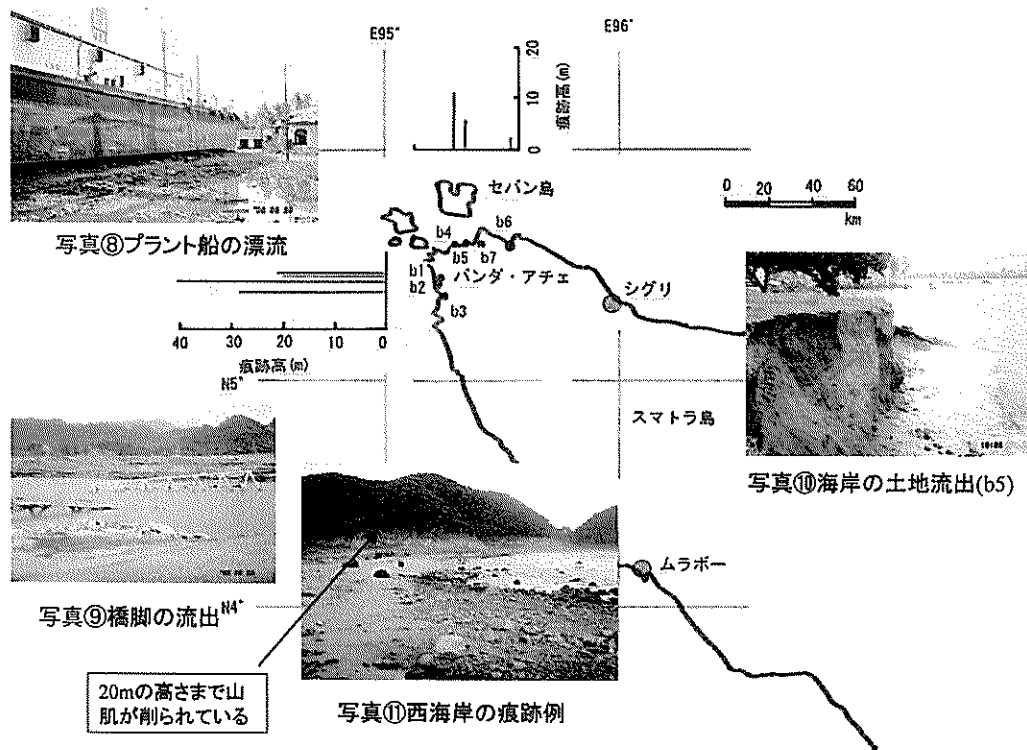 E95°
E96°
20
10
0
痕跡高(m)
写真⑧プラント船の漂流
セバン島
0 20 40 60
km
b4
b6
b5
b7
b1
バンダ・アチェ
b2
b3
シグリ
40 30 20 10 0
痕跡高(m)
N5°
スマトラ島
写真⑩海岸の土地流出(b5)
ムラボー
写真⑨橋脚の流出
N4°
20mの高さまで山
肌が削られている
写真⑪西海岸の痕跡例